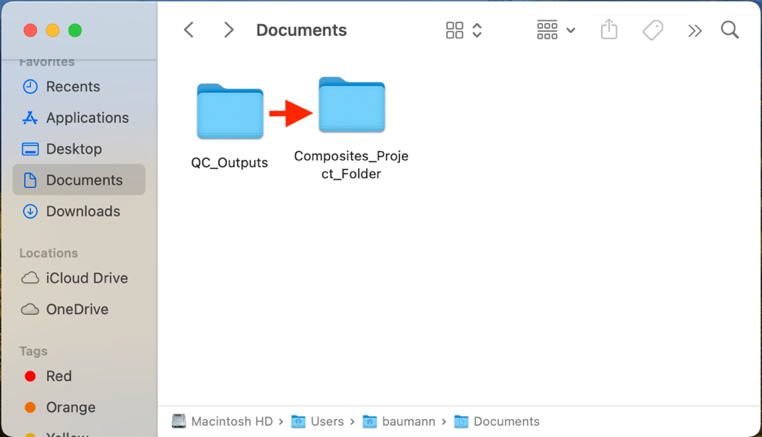 Documents
Favorites
Recents
Applications
Desktop
Documents
Downloads
Locations
iCloud Drive
OneDrive
Tags
Red
Orange
Yellow
QC_Outputs
Composites_Proje
ct_Folder
Macintosh HD › Users › baumann › Documents